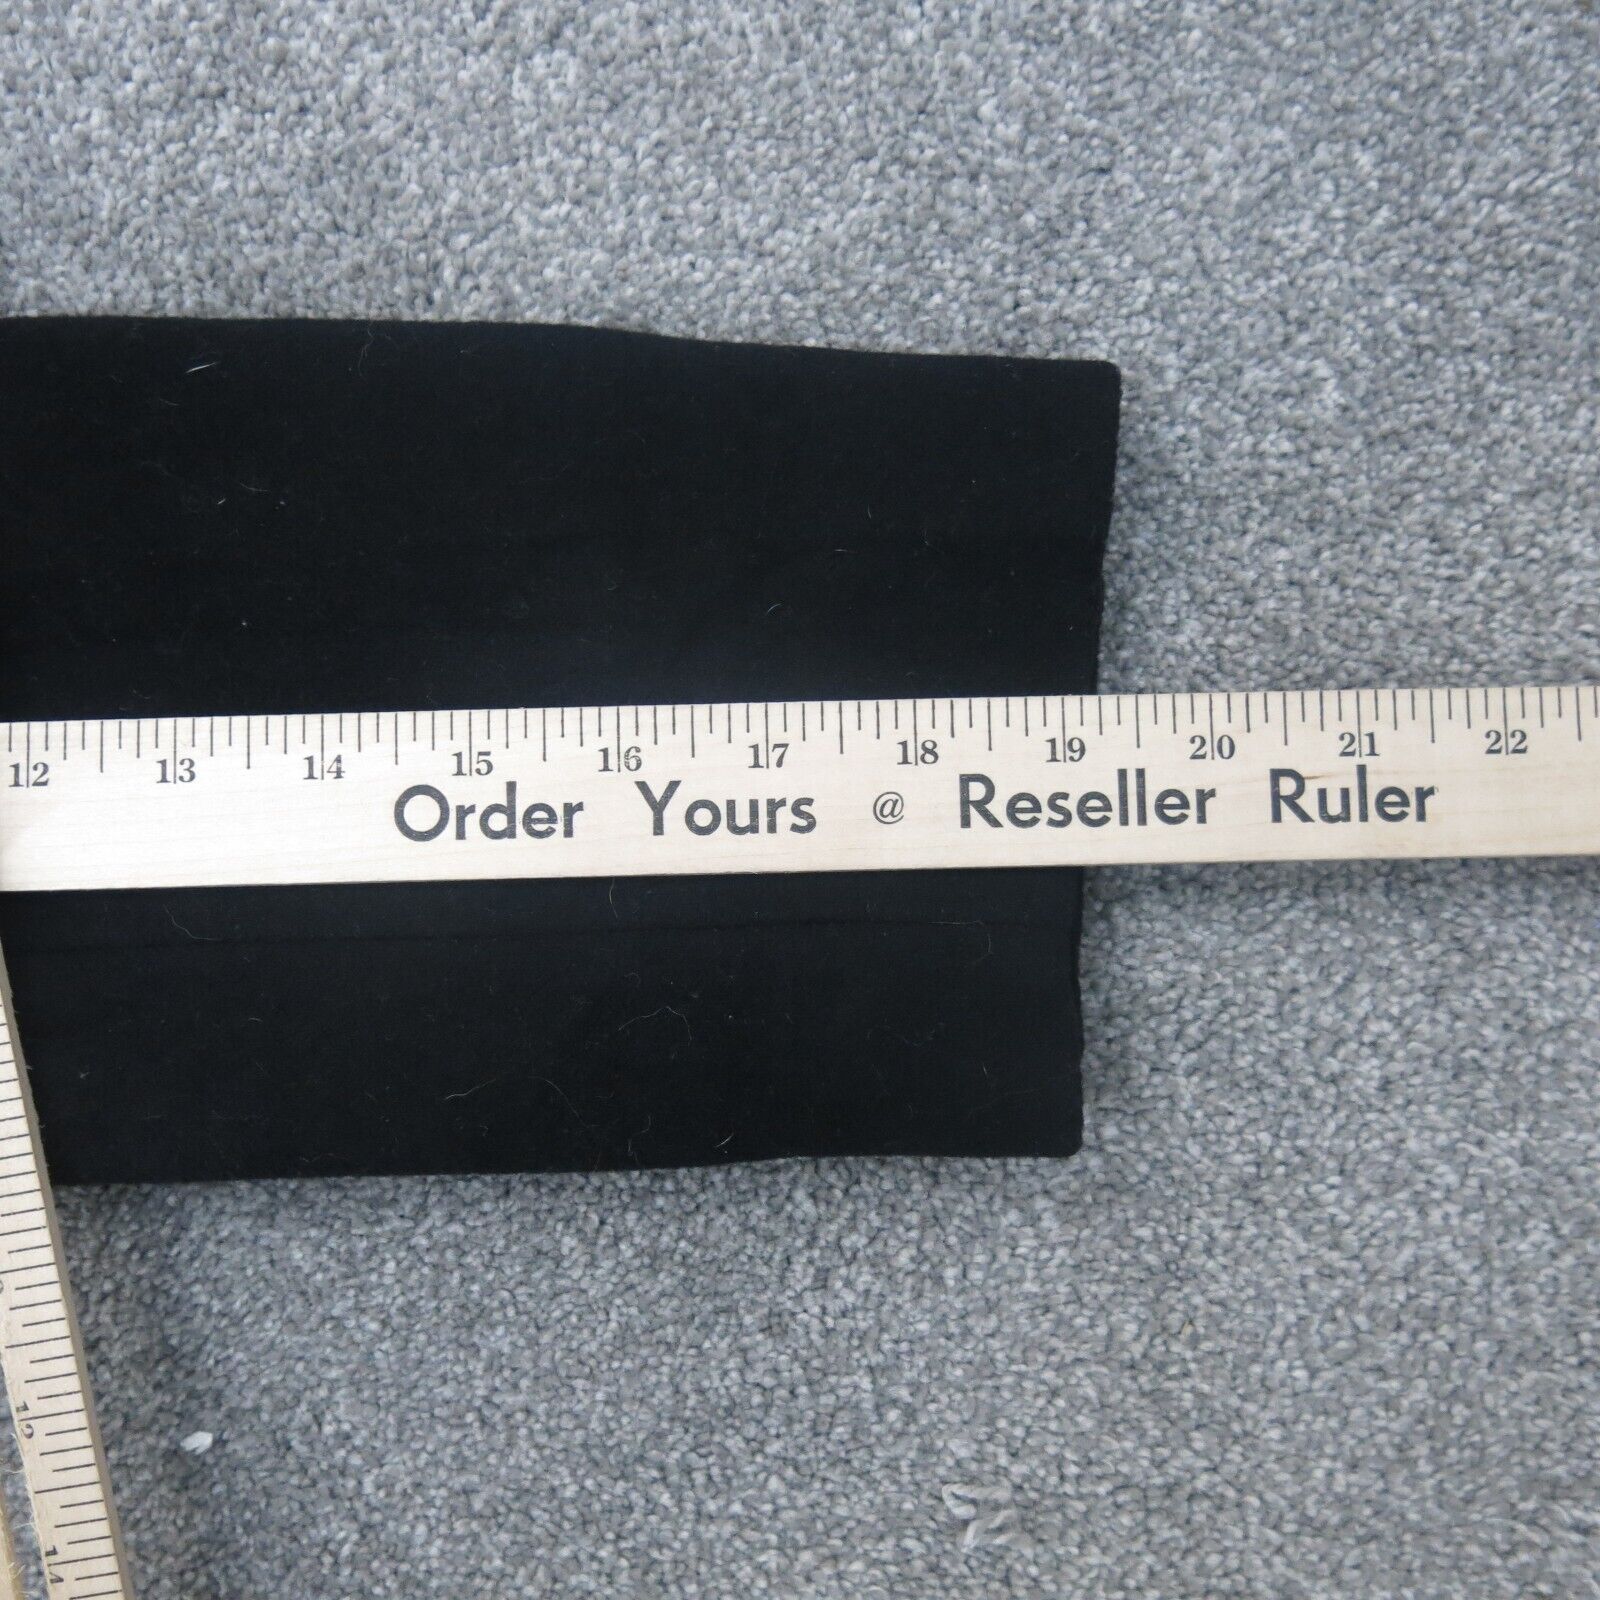 12 13 14 15 16 17 18 19 20 21 22
Order Yours @ Reseller Ruler
12
14